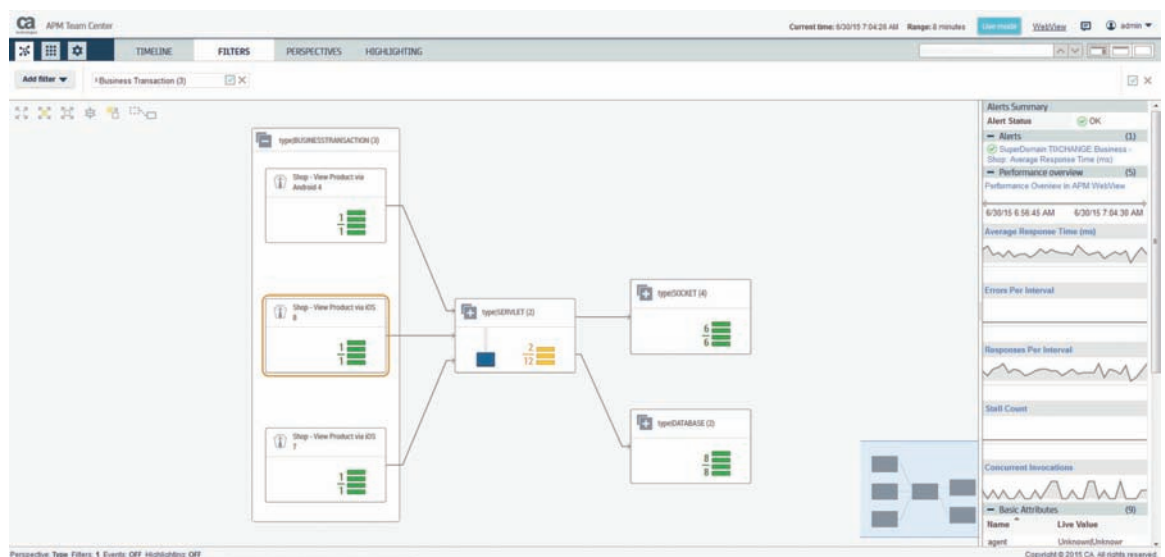 ca
technologies
APM Team Center
Current time: 6/30/15 7:04:28 AM Range: 8 minutes
Live mode
WebView
admin
TIMELINE
FILTERS
PERSPECTIVES
HIGHLIGHTING
Add filter
Business Transaction (3)
type|BUSINESSTRANSACTION (3)
Shop - View Product via
Android 4
1
1
Shop - View Product via iOS
8
1
1
Shop - View Product via iOS
7
1
1
type|SERVLET (2)
2
12
type|SOCKET (4)
6
6
type|DATABASE (2)
8
8
Alerts Summary
Alert Status OK
Alerts (1)
SuperDomain TIXCHANGE Business -
Shop: Average Response Time (ms)
Performance overview (5)
Performance Overview in APM WebView
6/30/15 6:56:45 AM 6/30/15 7:04:30 AM
Average Response Time (ms)
Errors Per Interval
Responses Per Interval
Stall Count
Concurrent Invocations
Basic Attributes (9)
Name Live Value
agent Unknown|Unknown
Perspective: Type Filters: 1 Events: OFF Highlighting: OFF
Copyright © 2015 CA. All rights reserved.